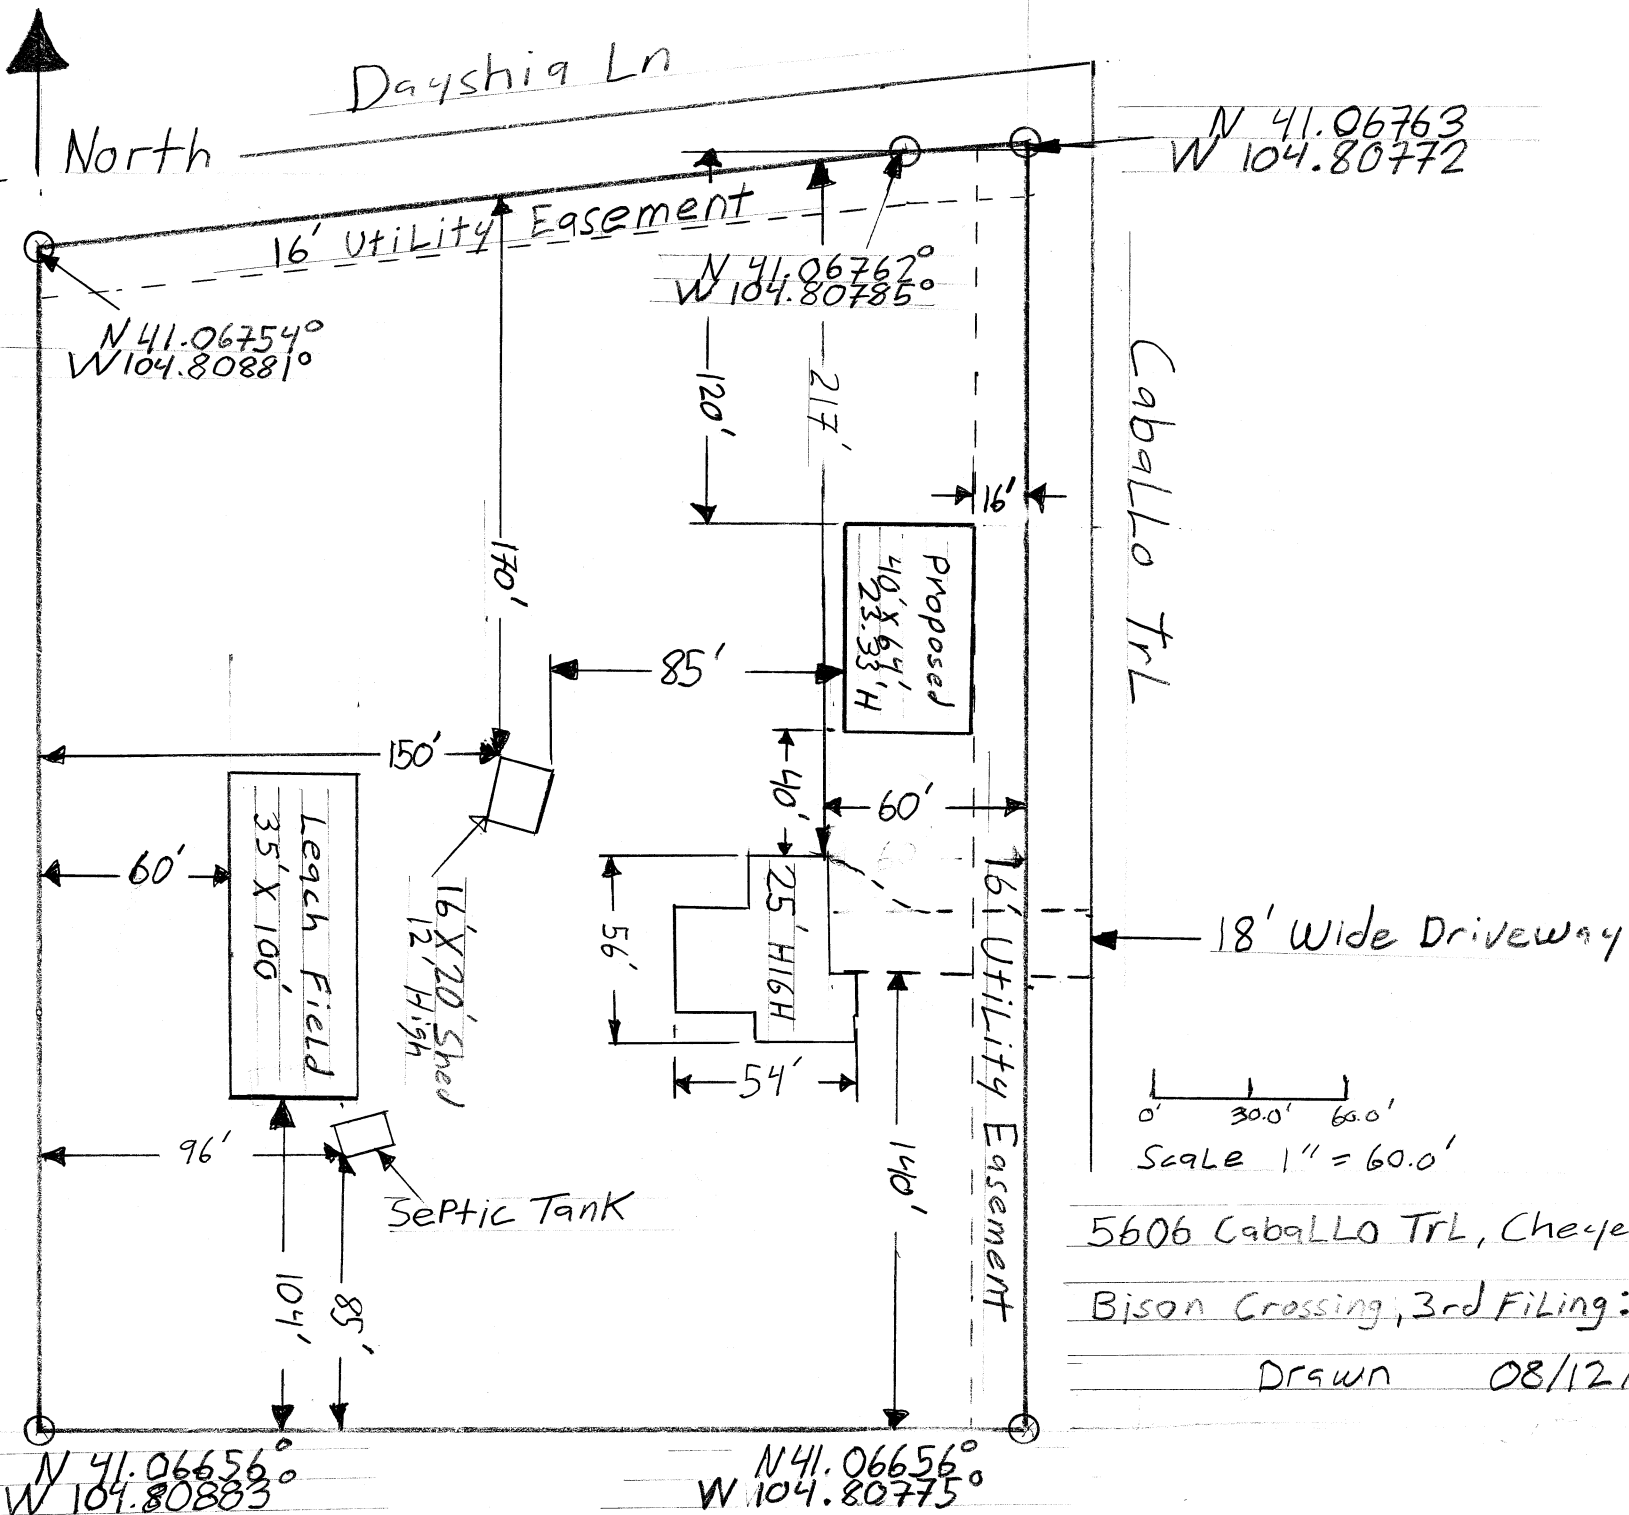 Dayshia Ln
North
N 41.06763
W 104.80772
16' Utility Easement
N 41.06762°
W 104.80785°
N 41.06754°
W 104.80881°
120'
217'
Caballo Trl
16'
170'
Proposed
40' X 64'
23.33' H
85'
150'
40'
60'
60'
Leach Field
35' X 100'
16' X 20' Shed
12' High
56'
25' HIGH
16' Utility Easement
18' Wide Driveway
54'
0' 30.0' 60.0'
Scale 1" = 60.0'
96'
140'
Septic Tank
5606 Caballo Trl, Cheye
104'
85'
Bison Crossing, 3rd Filing:
Drawn 08/12/
N 41.06656°
W 104.80883°
N 41.06656°
W 104.80775°